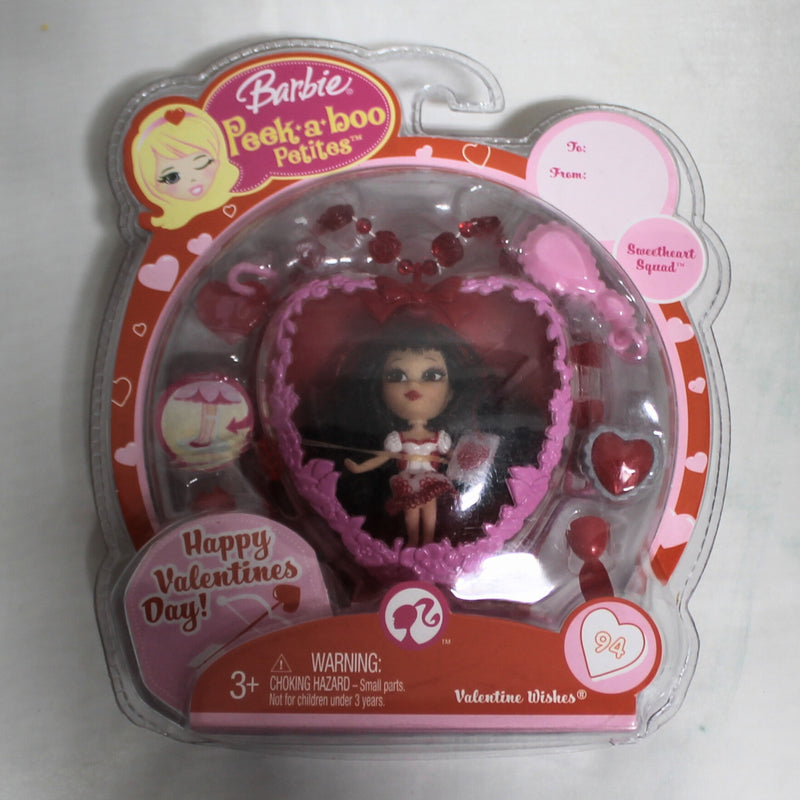 Barbie®
Peek·a·boo
Petites™
To:
From:
Sweetheart
Squad™
Happy
Valentines
Day!
™
94
3+
WARNING:
CHOKING HAZARD – Small parts.
Not for children under 3 years.
Valentine Wishes®